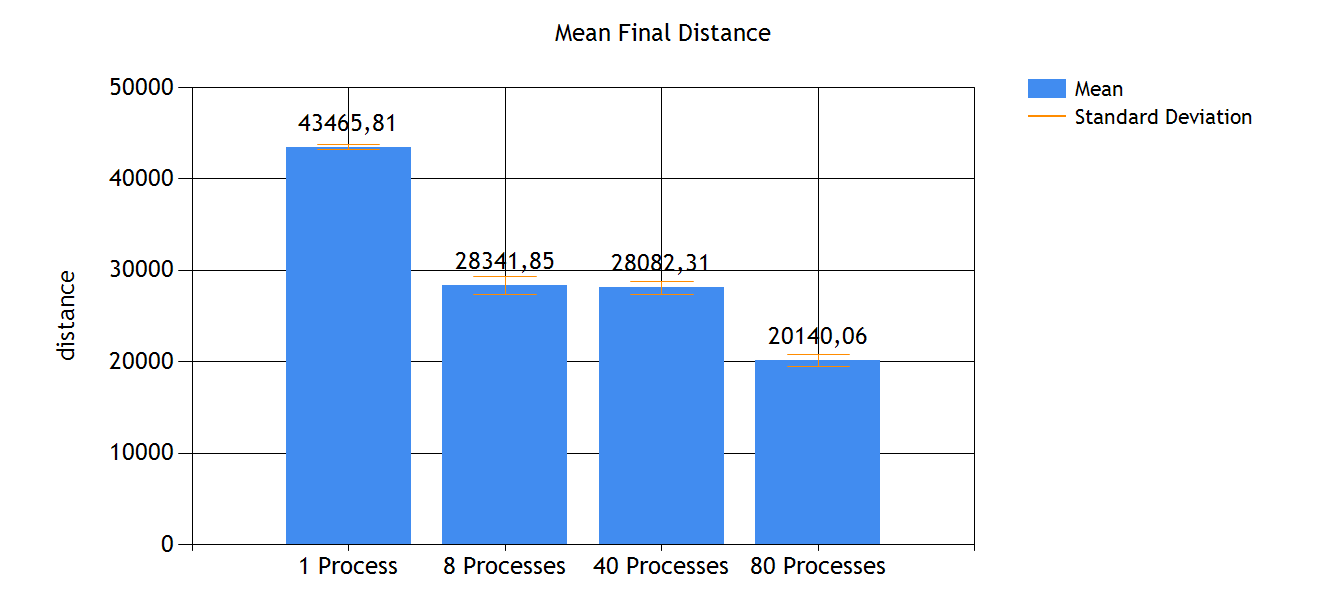 Mean Final Distance
Mean
Standard Deviation
distance
50000
40000
30000
20000
10000
0
43465,81
28341,85
28082,31
20140,06
1 Process
8 Processes
40 Processes
80 Processes